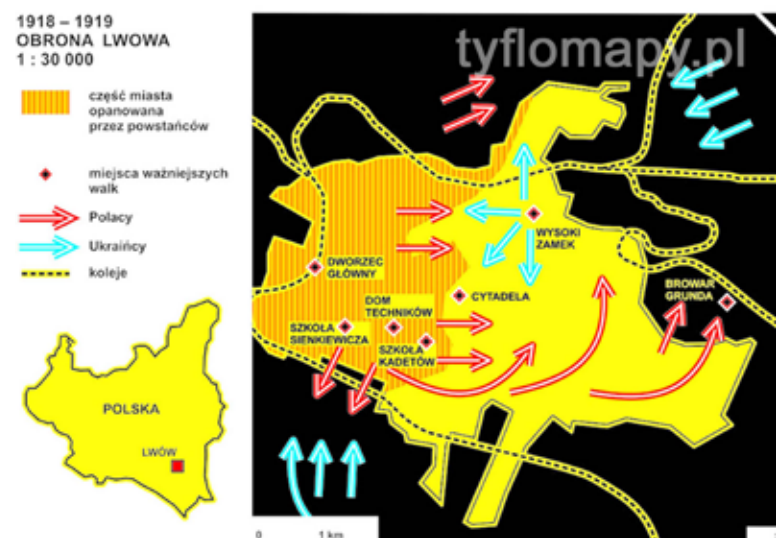 1918 – 1919
OBRONA LWOWA
1 : 30 000
część miasta
opanowana
przez powstańców
miejsca ważniejszych
walk
Polacy
Ukraińcy
koleje
POLSKA
LWÓW
tyflomapy.pl
WYSOKI
ZAMEK
DWORZEC
GŁÓWNY
CYTADELA
BROWAR
GRUNDA
DOM
TECHNIKÓW
SZKOŁA
SIENKIEWICZA
SZKOŁA
KADETÓW
0 1 km